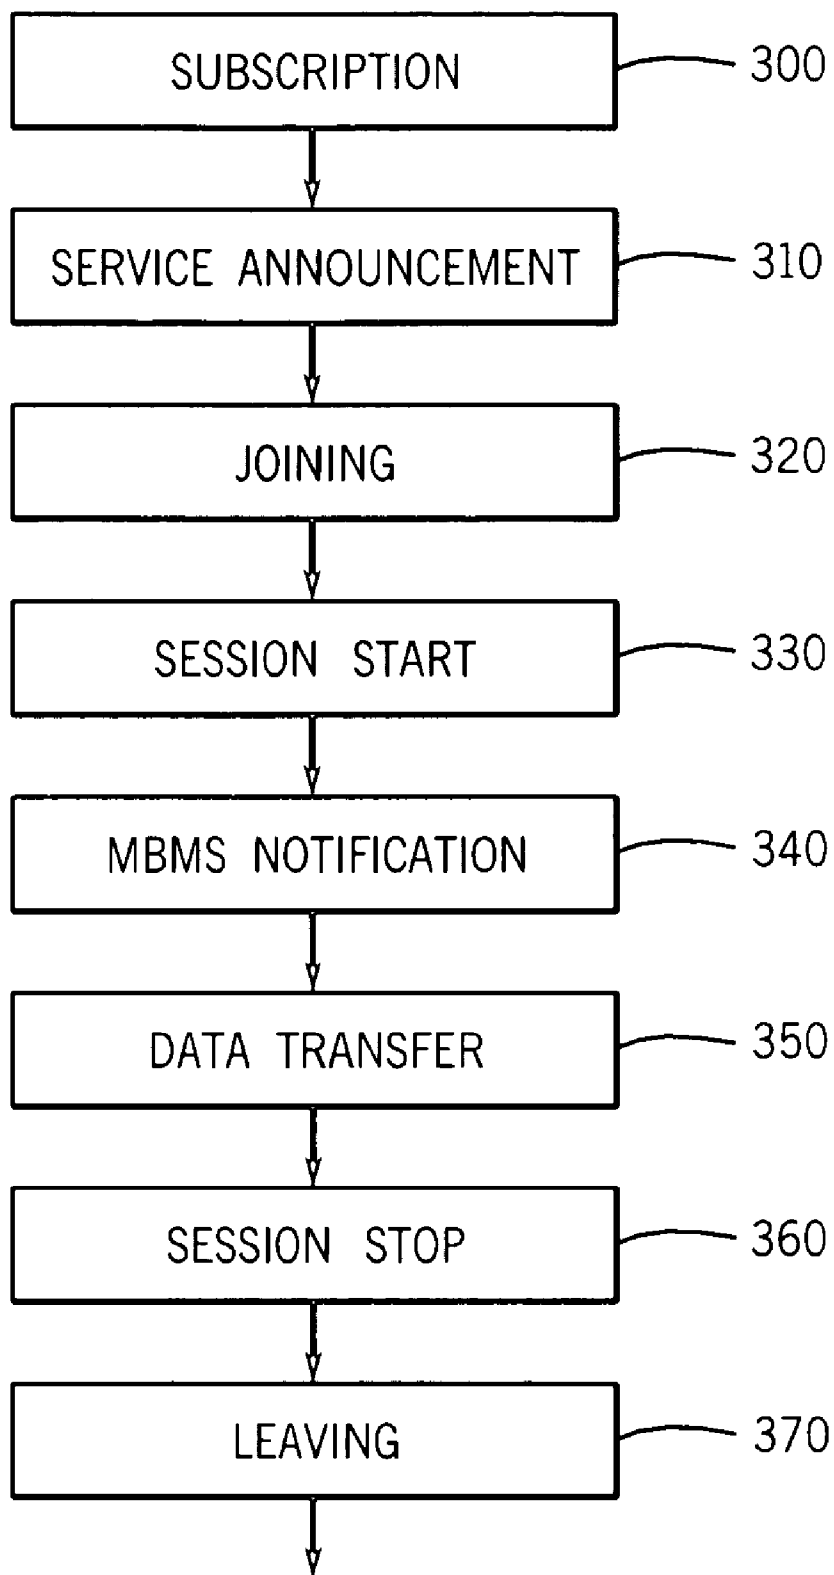 SUBSCRIPTION 300
SERVICE ANNOUNCEMENT 310
JOINING 320
SESSION START 330
MBMS NOTIFICATION 340
DATA TRANSFER 350
SESSION STOP 360
LEAVING 370